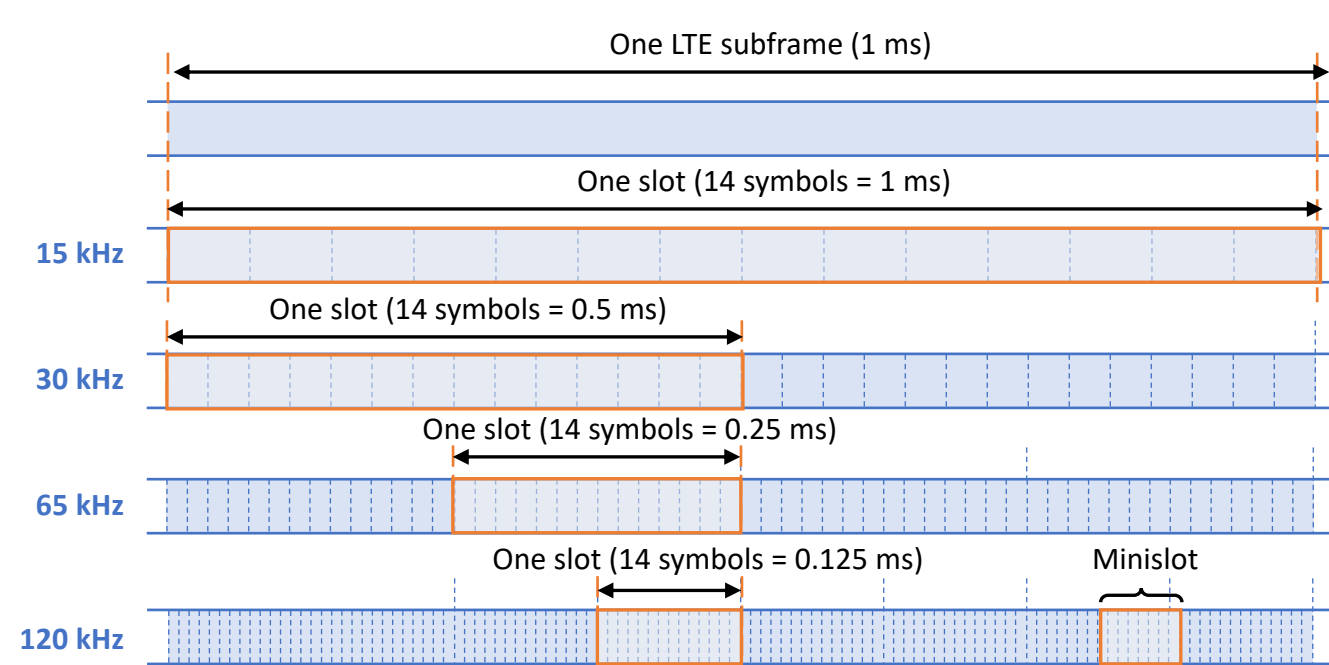 One LTE subframe (1 ms)
One slot (14 symbols = 1 ms)
15 kHz
One slot (14 symbols = 0.5 ms)
30 kHz
One slot (14 symbols = 0.25 ms)
65 kHz
One slot (14 symbols = 0.125 ms)
Minislot
120 kHz